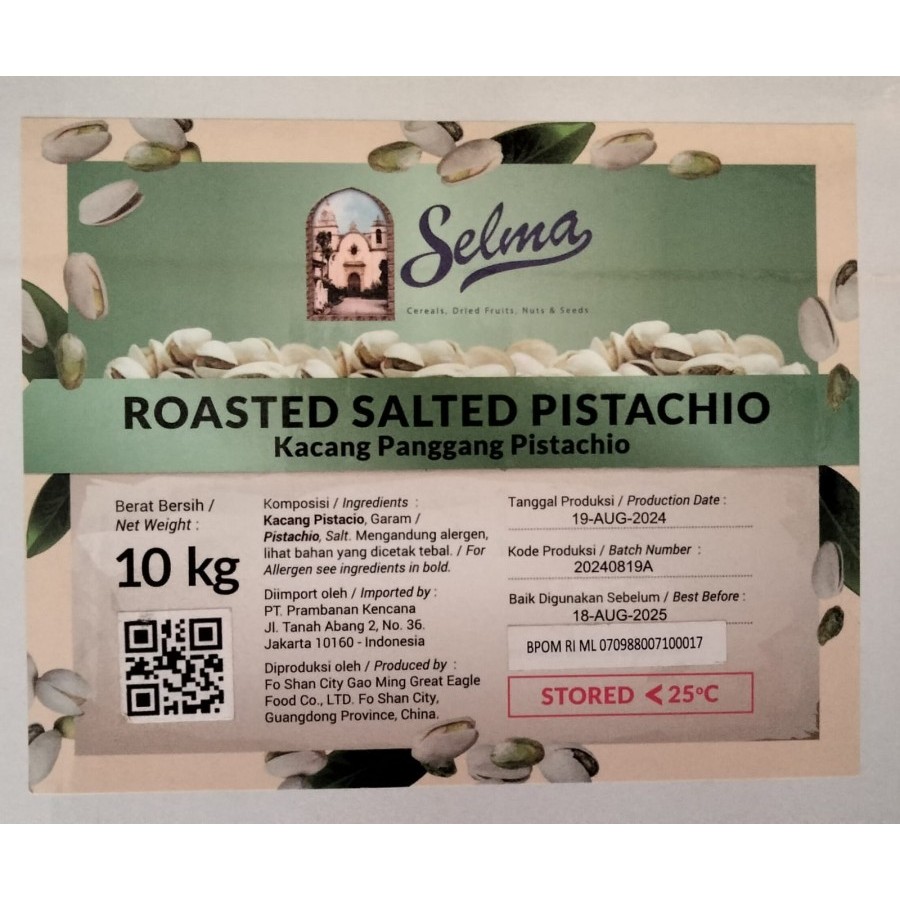 Selma
Cereals, Dried Fruits, Nuts & Seeds
ROASTED SALTED PISTACHIO
Kacang Panggang Pistachio
Berat Bersih /
Net Weight :
10 kg
Komposisi / Ingredients :
Kacang Pistacio, Garam /
Pistachio, Salt. Mengandung alergen,
lihat bahan yang dicetak tebal. / For
Allergen see ingredients in bold.
Diimport oleh / Imported by :
PT. Prambanan Kencana
Jl. Tanah Abang 2, No. 36.
Jakarta 10160 - Indonesia
Diproduksi oleh / Produced by :
Fo Shan City Gao Ming Great Eagle
Food Co., LTD. Fo Shan City,
Guangdong Province, China.
Tanggal Produksi / Production Date :
19-AUG-2024
Kode Produksi / Batch Number :
20240819A
Baik Digunakan Sebelum / Best Before :
18-AUG-2025
BPOM RI ML 070988007100017
STORED < 25°C